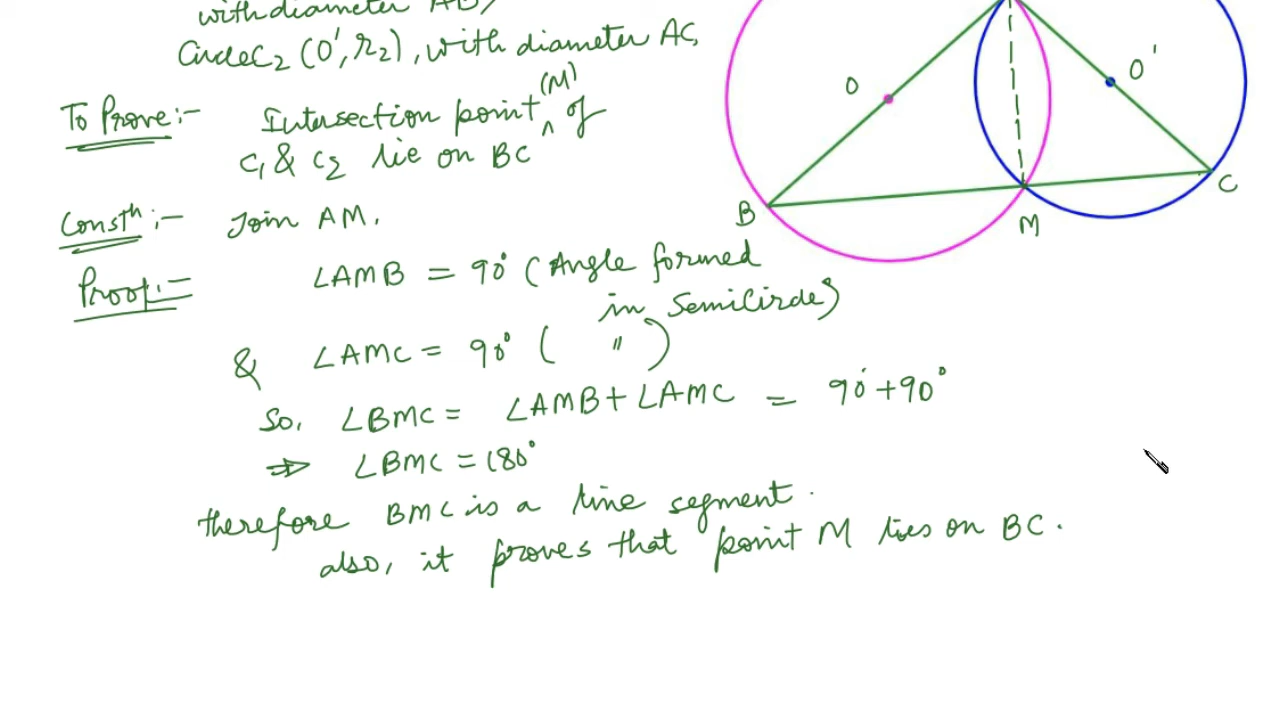 with diameter AB,
Circle C2 (O', r2), with diameter AC,
To Prove :- Intersection point (M) ^ of
C1 & C2 lie on BC
Const^n :- Join AM.
Proof :- ∠AMB = 90° (Angle formed
in Semicircle)
& ∠AMC = 90° ( " )
So, ∠BMC = ∠AMB + ∠AMC = 90° + 90°
⇒ ∠BMC = 180°
therefore BMC is a line segment.
also, it proves that point M lies on BC.
O
O'
B
M
C